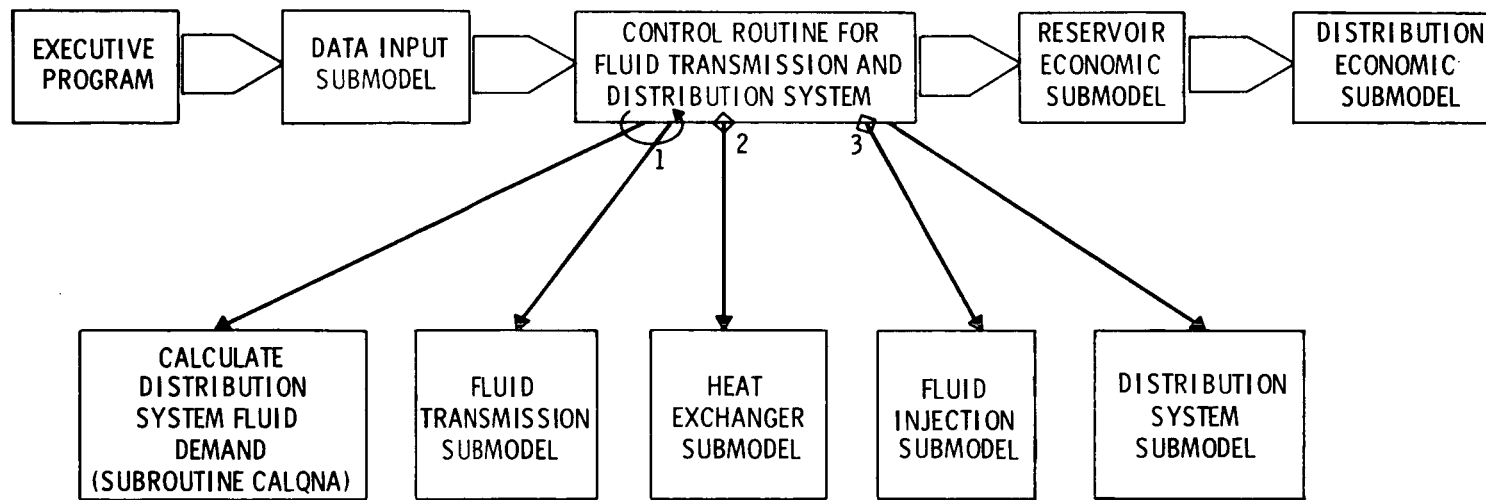 EXECUTIVE
PROGRAM
DATA INPUT
SUBMODEL
CONTROL ROUTINE FOR
FLUID TRANSMISSION AND
DISTRIBUTION SYSTEM
RESERVOIR
ECONOMIC
SUBMODEL
DISTRIBUTION
ECONOMIC
SUBMODEL
1
2
3
CALCULATE
DISTRIBUTION
SYSTEM FLUID
DEMAND
(SUBROUTINE CALQNA)
FLUID
TRANSMISSION
SUBMODEL
HEAT
EXCHANGER
SUBMODEL
FLUID
INJECTION
SUBMODEL
DISTRIBUTION
SYSTEM
SUBMODEL